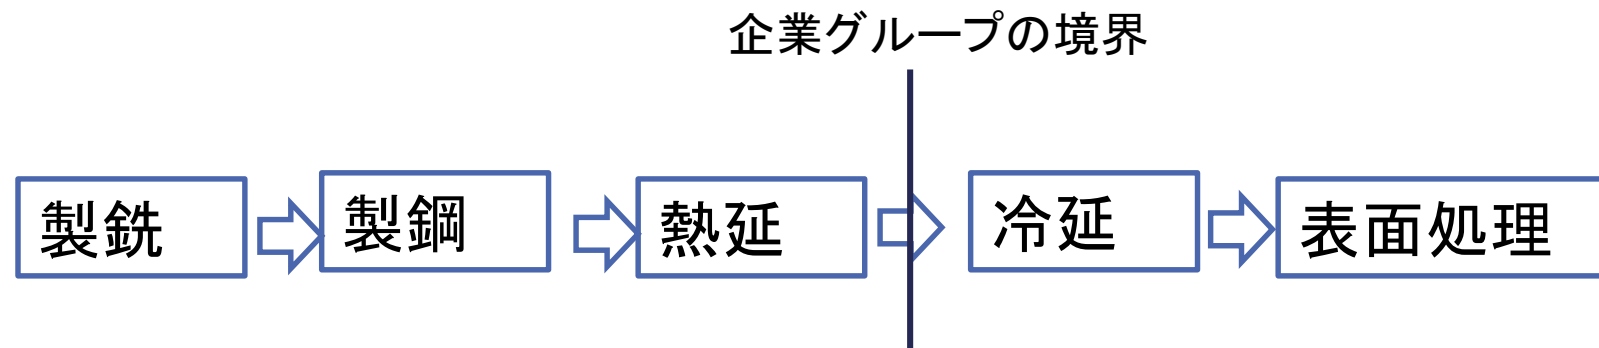 企業グループの境界
製銑
製鋼
熱延
冷延
表面処理